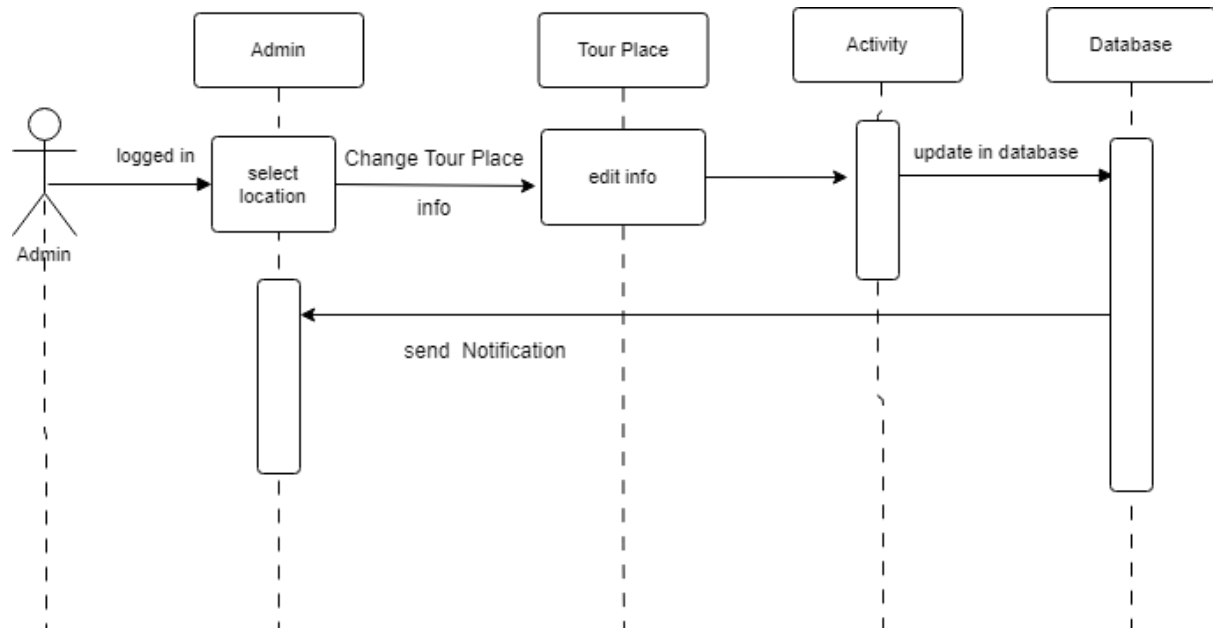 Admin
Tour Place
Activity
Database
logged in
select
location
Change Tour Place
info
edit info
update in database
Admin
send Notification